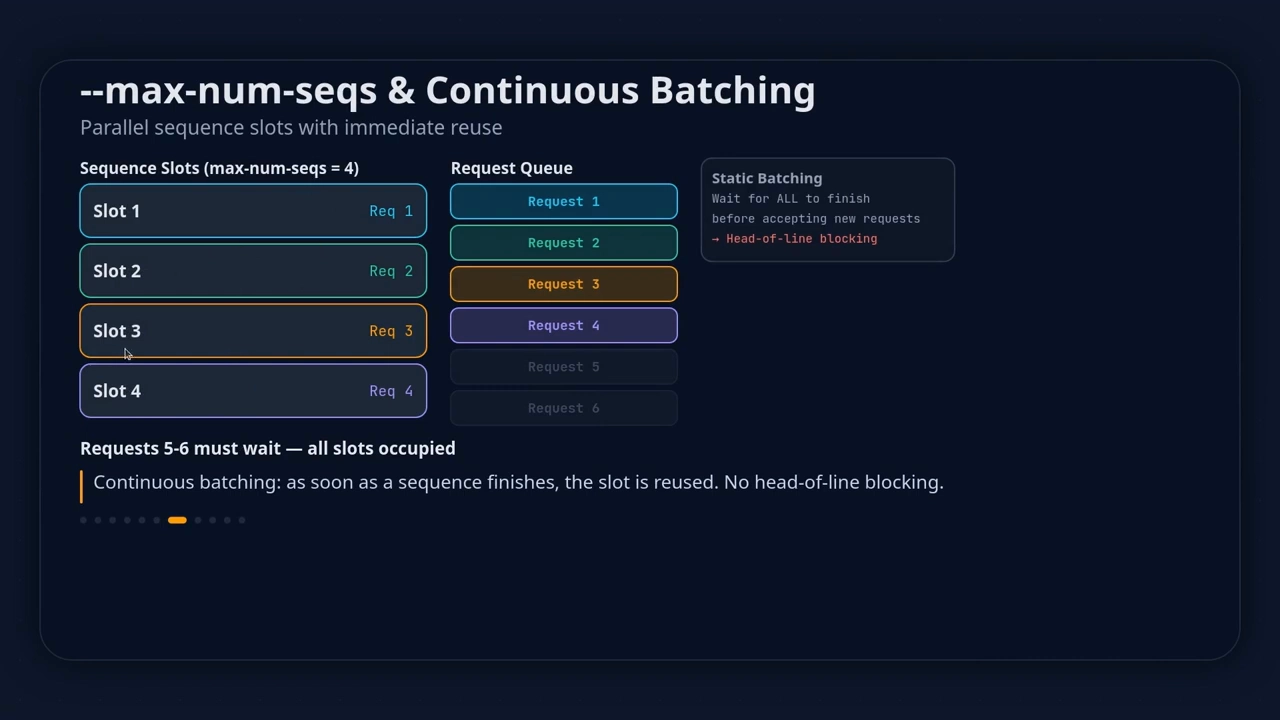 --max-num-seqs & Continuous Batching
Parallel sequence slots with immediate reuse
Sequence Slots (max-num-seqs = 4)
Slot 1 Req 1
Slot 2 Req 2
Slot 3 Req 3
Slot 4 Req 4
Request Queue
Request 1
Request 2
Request 3
Request 4
Request 5
Request 6
Static Batching
Wait for ALL to finish
before accepting new requests
→ Head-of-line blocking
Requests 5-6 must wait — all slots occupied
Continuous batching: as soon as a sequence finishes, the slot is reused. No head-of-line blocking.